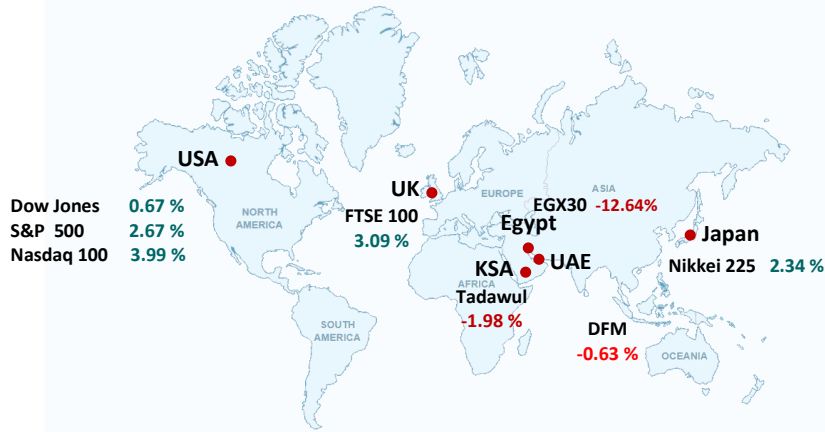 USA
Dow Jones 0.67 %
S&P 500 2.67 %
Nasdaq 100 3.99 %
NORTH
AMERICA
SOUTH
AMERICA
UK
FTSE 100
3.09 %
EUROPE
ASIA
EGX30 -12.64%
Egypt
KSA
UAE
AFRICA
Tadawul
-1.98 %
Japan
Nikkei 225 2.34 %
DFM
-0.63 %
OCEANIA